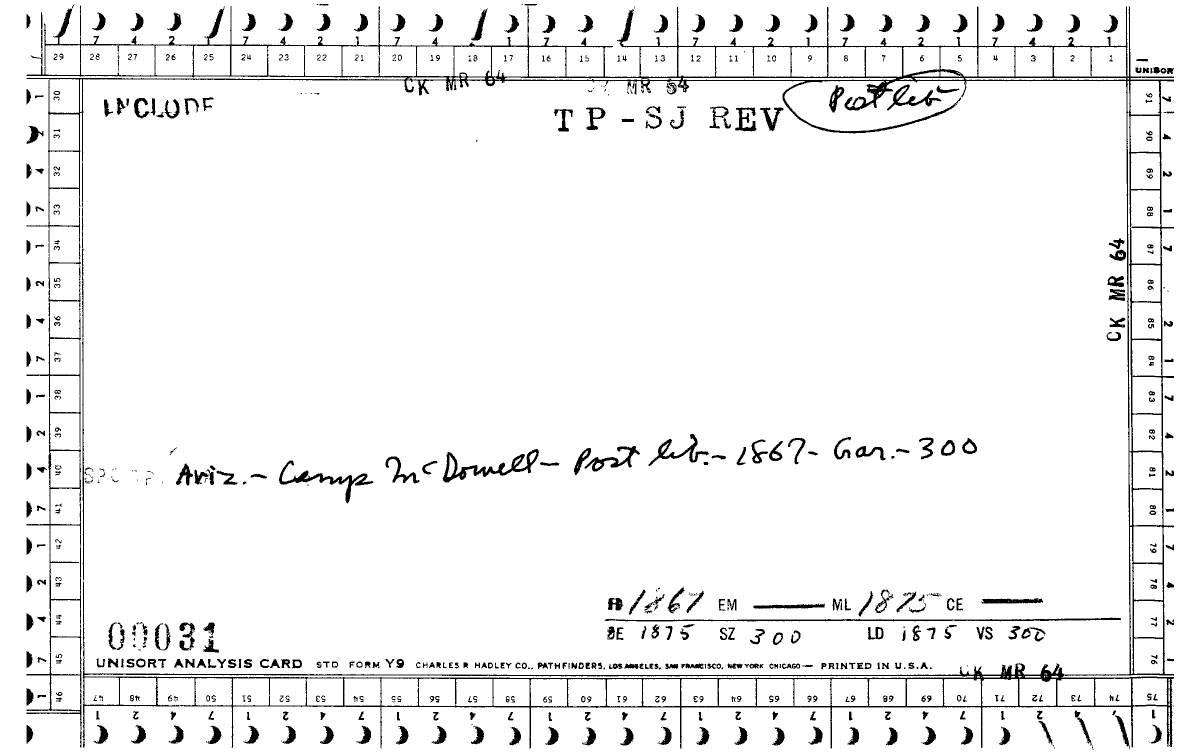 7 4 2 7 4 2 1 7 4 1 7 4 1 7 4 2 1 7 4 2 1 7 4 2 1
29 28 27 26 25 24 23 22 21 20 19 18 17 16 15 14 13 12 11 10 9 8 7 6 5 4 3 2 1
UNISOR
CK MR 64 CK MR 64
INCLUDE
TP-SJ REV Post lib
30 31 32 33 34 35 36 37 38 39 40 41 42 43 44 45 46
91 90 89 88 87 86 85 84 83 82 81 80 79 78 77 76 75
CK MR 64
Ariz. - Camp McDowell - Post lib. - 1867 - Gar. - 300
1867 EM ML 1875 CE
BE 1875 SZ 300 LD 1875 VS 300
00031
UNISORT ANALYSIS CARD STD FORM Y9 CHARLES R HADLEY CO., PATHFINDERS, LOS ANGELES, SAN FRANCISCO, NEW YORK CHICAGO — PRINTED IN U.S.A.
CK MR 64
47 48 49 50 51 52 53 54 55 56 57 58 59 60 61 62 63 64 65 66 67 68 69 70 71 72 73 74
1 2 4 7 1 2 4 7 1 2 4 7 1 2 4 7 1 2 4 7 1 2 4 7 1 2